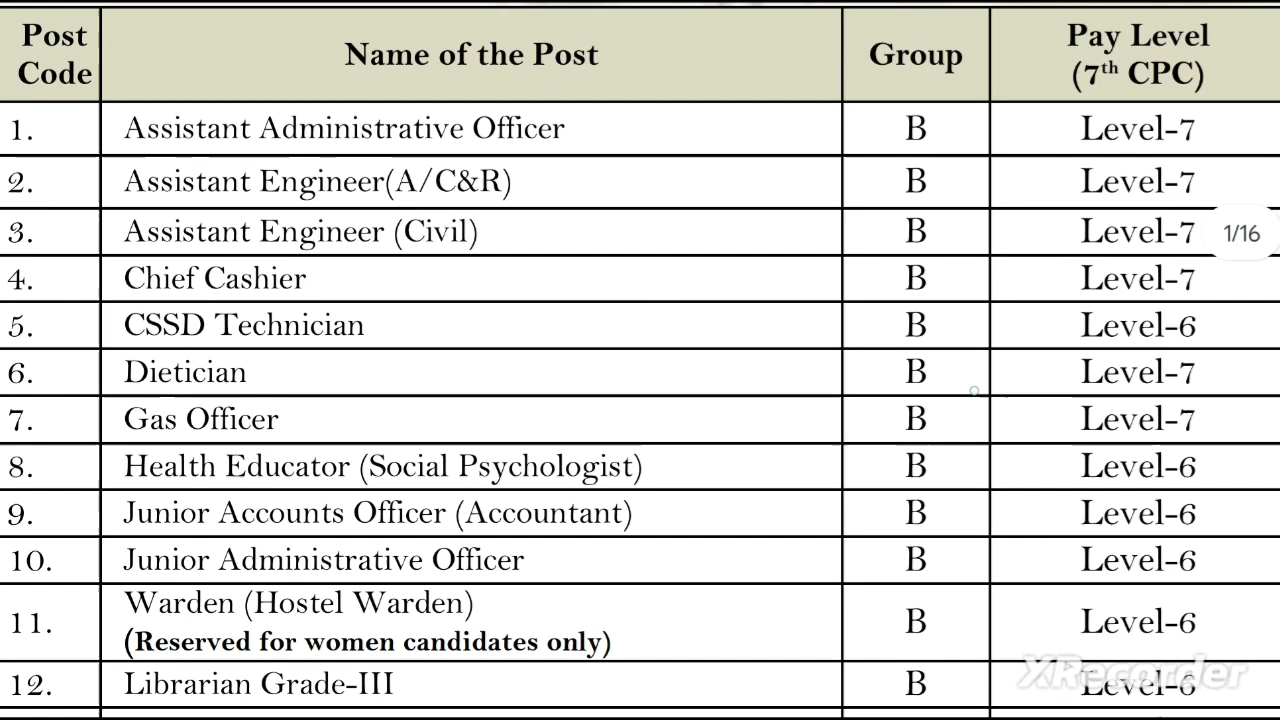 Post Code Name of the Post Group Pay Level (7th CPC)
1. Assistant Administrative Officer B Level-7
2. Assistant Engineer(A/C&R) B Level-7
3. Assistant Engineer (Civil) B Level-7 1/16
4. Chief Cashier B Level-7
5. CSSD Technician B Level-6
6. Dietician B Level-7
7. Gas Officer B Level-7
8. Health Educator (Social Psychologist) B Level-6
9. Junior Accounts Officer (Accountant) B Level-6
10. Junior Administrative Officer B Level-6
11. Warden (Hostel Warden) B Level-6
(Reserved for women candidates only)
12. Librarian Grade-III B Level-6
XRecorder